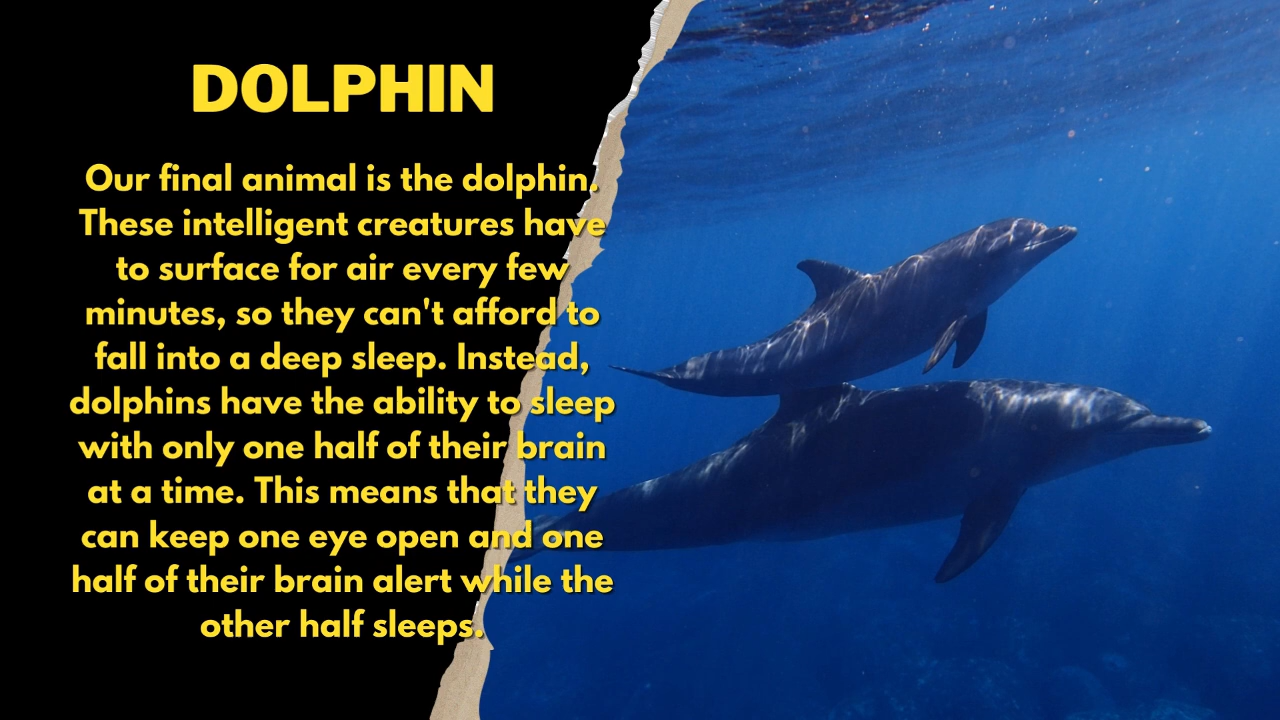 DOLPHIN
Our final animal is the dolphin.
These intelligent creatures have
to surface for air every few
minutes, so they can't afford to
fall into a deep sleep. Instead,
dolphins have the ability to sleep
with only one half of their brain
at a time. This means that they
can keep one eye open and one
half of their brain alert while the
other half sleeps.